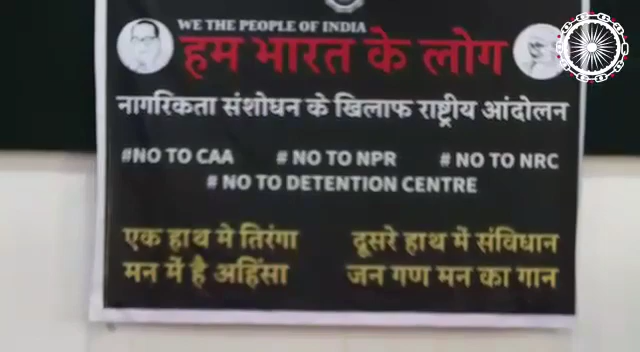 WE THE PEOPLE OF INDIA
हम भारत के लोग
नागरिकता संशोधन के खिलाफ राष्ट्रीय आंदोलन
#NO TO CAA # NO TO NPR # NO TO NRC
# NO TO DETENTION CENTRE
एक हाथ मे तिरंगा दूसरे हाथ में संविधान
मन में है अहिंसा जन गण मन का गान